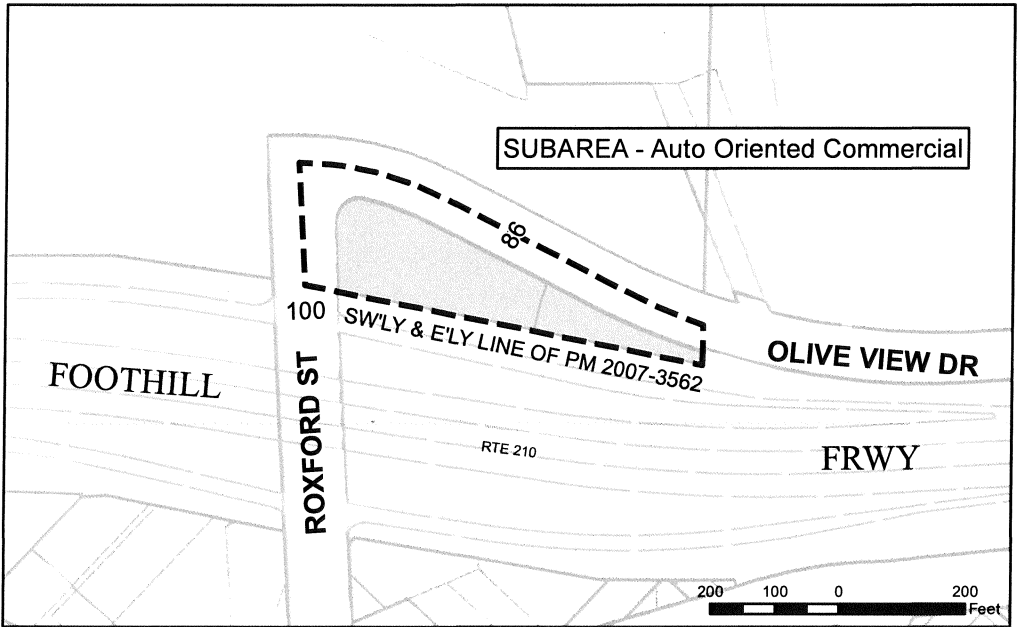 SUBAREA - Auto Oriented Commercial
86
100
SW'LY & E'LY LINE OF PM 2007-3562
OLIVE VIEW DR
FOOTHILL
ROXFORD ST
RTE 210
FRWY
200 100 0 200
Feet